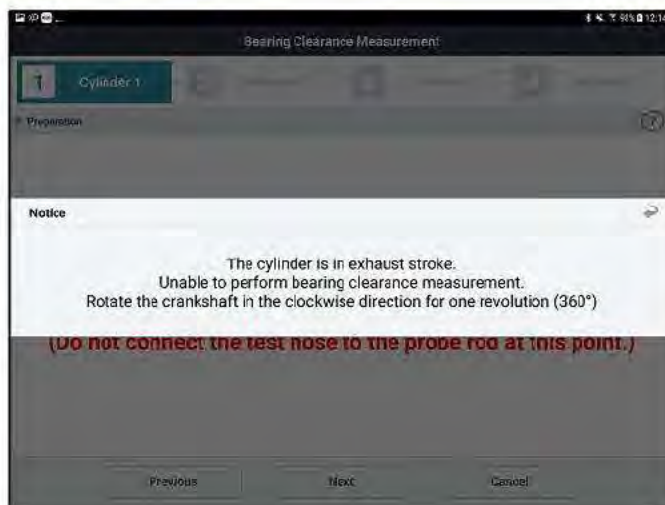 12:14
Bearing Clearance Measurement
1 Cylinder 1
Preparation
?
Notice
The cylinder is in exhaust stroke.
Unable to perform bearing clearance measurement.
Rotate the crankshaft in the clockwise direction for one revolution (360°)
(Do not connect the test hose to the probe rod at this point.)
Previous Next Cancel